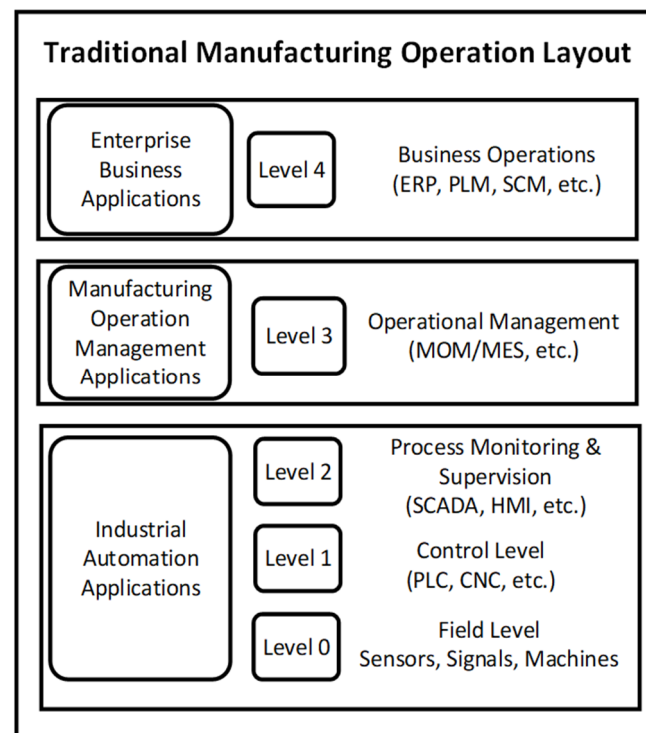 Traditional Manufacturing Operation Layout
Enterprise
Business
Applications
Level 4
Business Operations
(ERP, PLM, SCM, etc.)
Manufacturing
Operation
Management
Applications
Level 3
Operational Management
(MOM/MES, etc.)
Industrial
Automation
Applications
Level 2
Process Monitoring &
Supervision
(SCADA, HMI, etc.)
Level 1
Control Level
(PLC, CNC, etc.)
Level 0
Field Level
Sensors, Signals, Machines